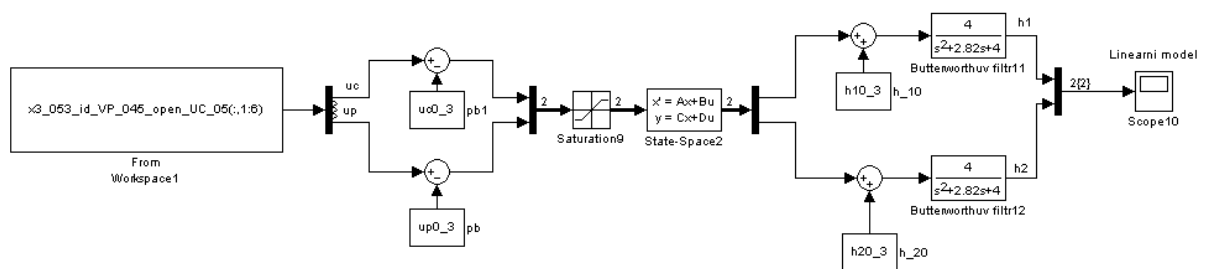 x3_053_id_VP_045_open_UC_05(:,1:6)
From
Workspace1
uc
up
+
−
uc0_3
pb1
+
−
up0_3
pb
2
Saturation9
2
x' = Ax+Bu
y = Cx+Du
State-Space2
2
+
+
h10_3
h_10
4
s²+2.82s+4
Butterworthuv filtr11
h1
+
+
h20_3
h_20
4
s²+2.82s+4
Butterworthuv filtr12
h2
2{2}
Linearni model
Scope10